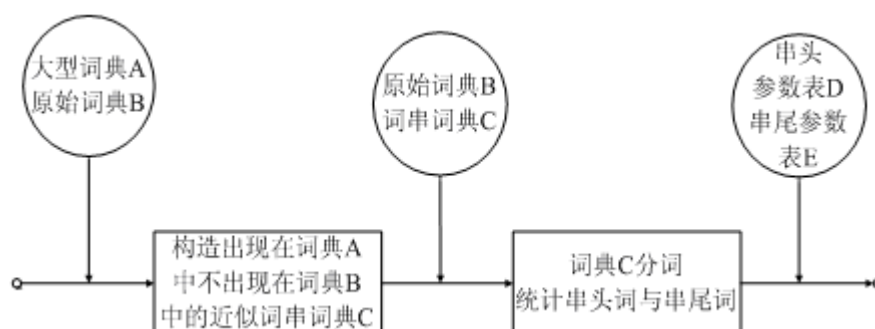 大型词典A
原始词典B
原始词典B
词串词典C
串头
参数表D
串尾参数
表E
构造出现在词典A
中不出现在词典B
中的近似词串词典C
词典C分词
统计串头词与串尾词